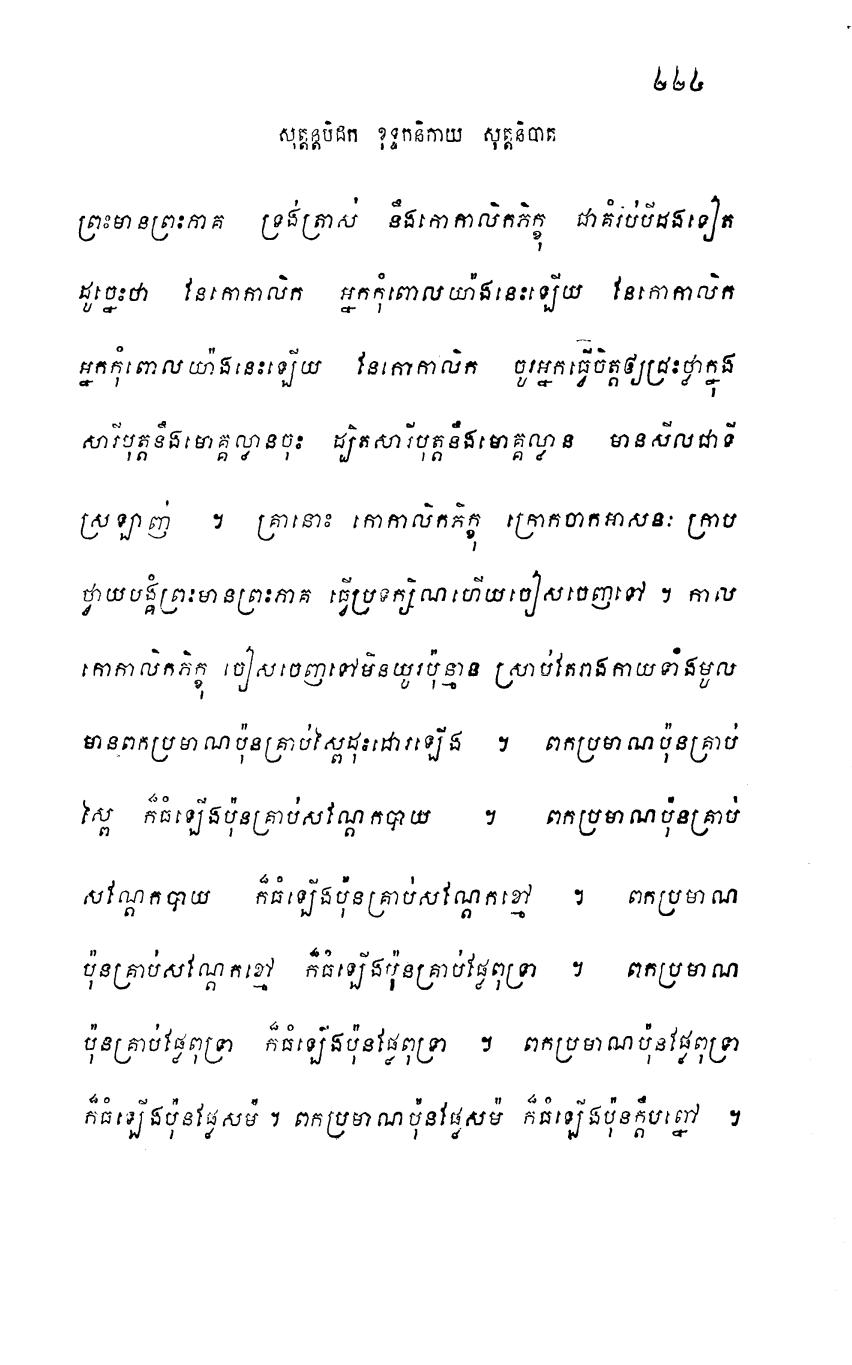 ២២៤
សុត្តន្តបិដក ខុទ្ទកនិកាយ សុត្តនិបាត
ព្រះមានព្រះភាគ ទ្រង់ត្រាស់ នឹងកោកាលិកភិក្ខុ ជាគំរប់បីដងទៀត
ដូច្នេះថា នែកោកាលិក អ្នកកុំពោលយ៉ាងនេះឡើយ នែកោកាលិក
អ្នកកុំពោលយ៉ាងនេះឡើយ នែកោកាលិក ចូរអ្នកធ្វើចិត្តឲ្យជ្រះថ្លាក្នុង
សារីបុត្តនឹងមោគ្គល្លានចុះ ដ្បិតសារីបុត្តនឹងមោគ្គល្លាន មានសីលជាទី
ស្រឡាញ់ ។ គ្រានោះ កោកាលិកភិក្ខុ ក្រោកចាកអាសនៈ ក្រាប
ថ្វាយបង្គំព្រះមានព្រះភាគ ធ្វើប្រទក្សិណហើយចៀសចេញទៅ ។ កាល
កោកាលិកភិក្ខុ ចៀសចេញទៅមិនយូរប៉ុន្មាន ស្រាប់តែរាងកាយទាំងមូល
មានពកប្រមាណប៉ុនគ្រាប់ស្ពៃដុះដោរឡើង ។ ពកប្រមាណប៉ុនគ្រាប់
ស្ពៃ ក៏ធំឡើងប៉ុនគ្រាប់សណ្តែកបាយ ។ ពកប្រមាណប៉ុនគ្រាប់
សណ្តែកបាយ ក៏ធំឡើងប៉ុនគ្រាប់សណ្តែកខ្មៅ ។ ពកប្រមាណ
ប៉ុនគ្រាប់សណ្តែកខ្មៅ ក៏ធំឡើងប៉ុនគ្រាប់ផ្លែពុទ្រា ។ ពកប្រមាណ
ប៉ុនគ្រាប់ផ្លែពុទ្រា ក៏ធំឡើងប៉ុនផ្លែពុទ្រា ។ ពកប្រមាណប៉ុនផ្លែពុទ្រា
ក៏ធំឡើងប៉ុនផ្លែសម៉ ។ ពកប្រមាណប៉ុនផ្លែសម៉ ក៏ធំឡើងប៉ុនក្តឹបព្នៅ ។